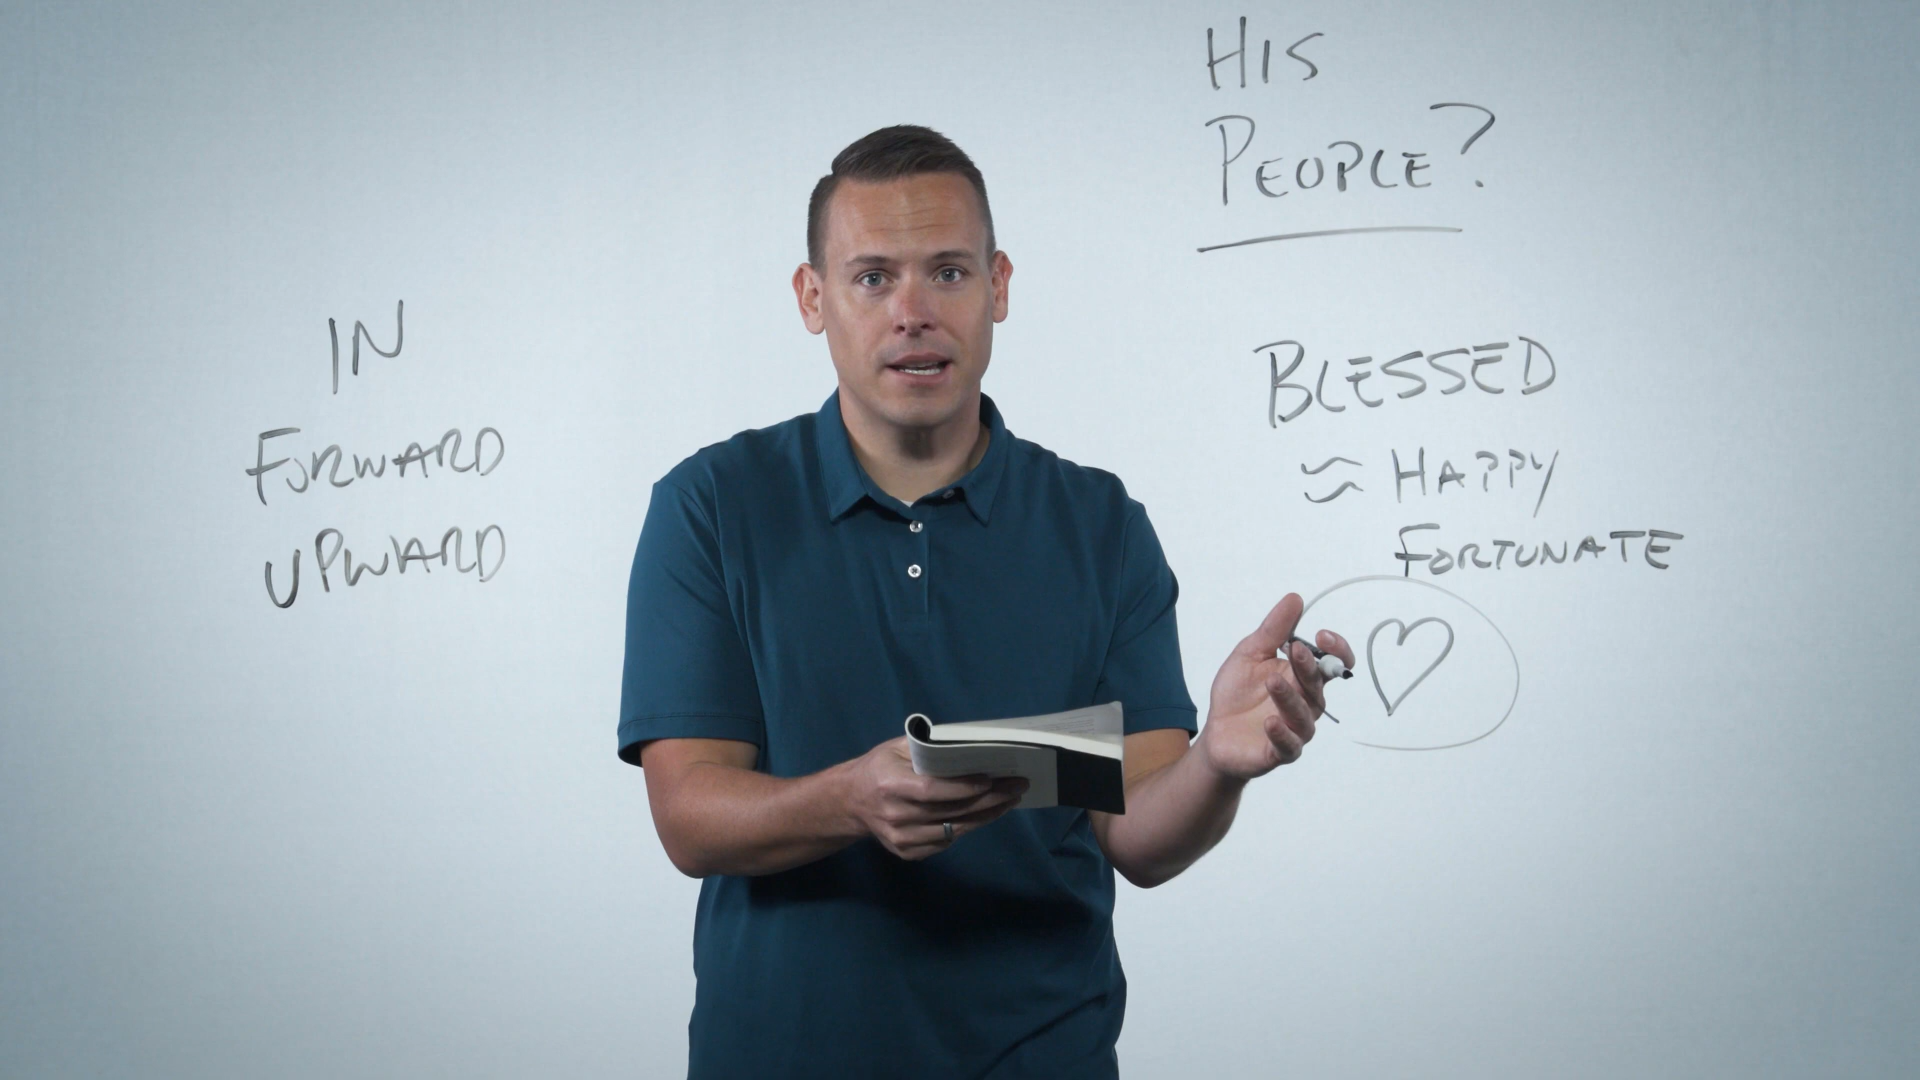 IN
FORWARD
UPWARD
HIS
PEOPLE?
BLESSED
≈ HAPPY
FORTUNATE